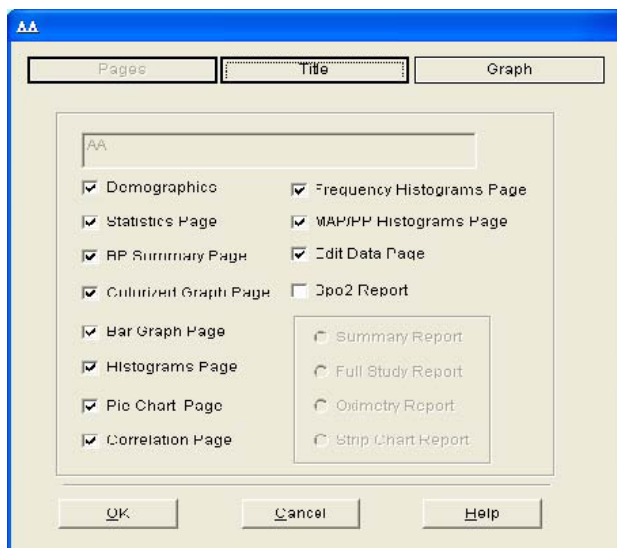 AA
Pages
Title
Graph
AA
Demographics
Statistics Page
BP Summary Page
Colorized Graph Page
Bar Graph Page
Histograms Page
Pie Chart Page
Correlation Page
Frequency Histograms Page
MAP/PP Histograms Page
Edit Data Page
Spo2 Report
Summary Report
Full Study Report
Oximetry Report
Strip Chart Report
OK
Cancel
Help